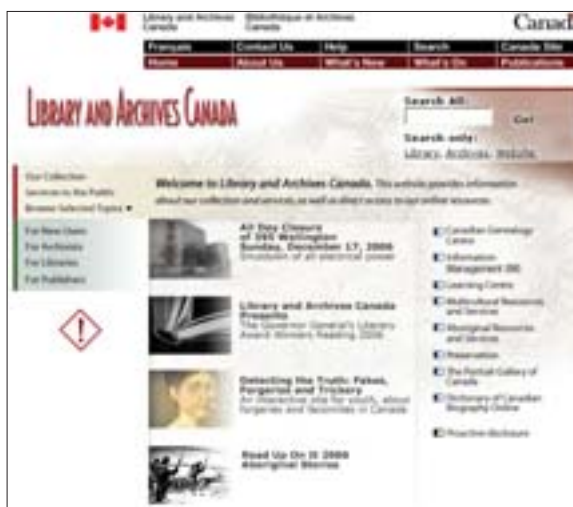 Library and Archives Canada
Bibliothèque et Archives Canada
Canada
Français Contact Us Help Search Canada Site
Home About Us What's New What's On Publications
LIBRARY AND ARCHIVES CANADA
Search All:
Go!
Search only:
Library, Archives, Website
Our Collection
Services to the Public
Browse Selected Topics
For New Users
For Archivists
For Libraries
For Publishers
Welcome to Library and Archives Canada. This website provides information
about our collection and services, as well as direct access to our online resources.
All Day Closure
of 395 Wellington
Sunday, December 17, 2006
Shutdown of all electrical power
Library and Archives Canada
Presents
The Governor General's Literary
Award Winners Reading 2006
Detecting the Truth: Fakes,
Forgeries and Trickery
An interactive site for youth, about
forgeries and facsimiles in Canada
Read Up On It 2006
Aboriginal Stories
Canadian Genealogy
Centre
Information
Management (IM)
Learning Centre
Multicultural Resources
and Services
Aboriginal Resources
and Services
Preservation
The Portrait Gallery of
Canada
Dictionary of Canadian
Biography Online
Proactive disclosure